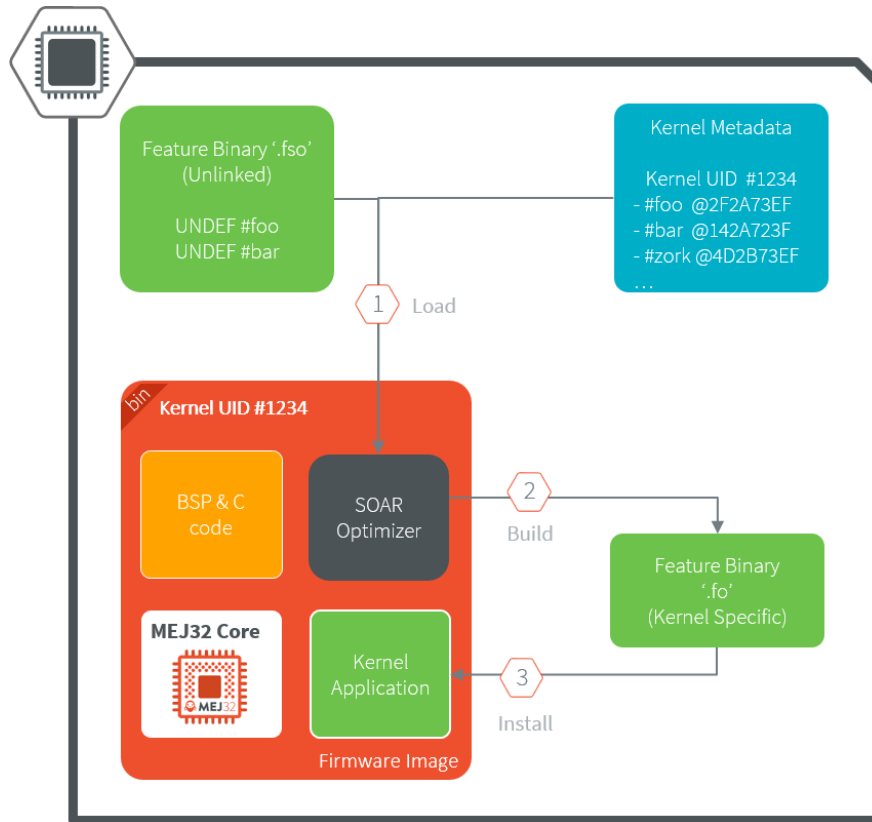 Feature Binary ‘.fso’
(Unlinked)
UNDEF #foo
UNDEF #bar
Kernel Metadata
Kernel UID #1234
- #foo @2F2A73EF
- #bar @142A723F
- #zork @4D2B73EF
...
1
Load
bin
Kernel UID #1234
BSP & C
code
SOAR
Optimizer
2
Build
Feature Binary
‘.fo’
(Kernel Specific)
MEJ32 Core
MEJ32
Kernel
Application
3
Install
Firmware Image